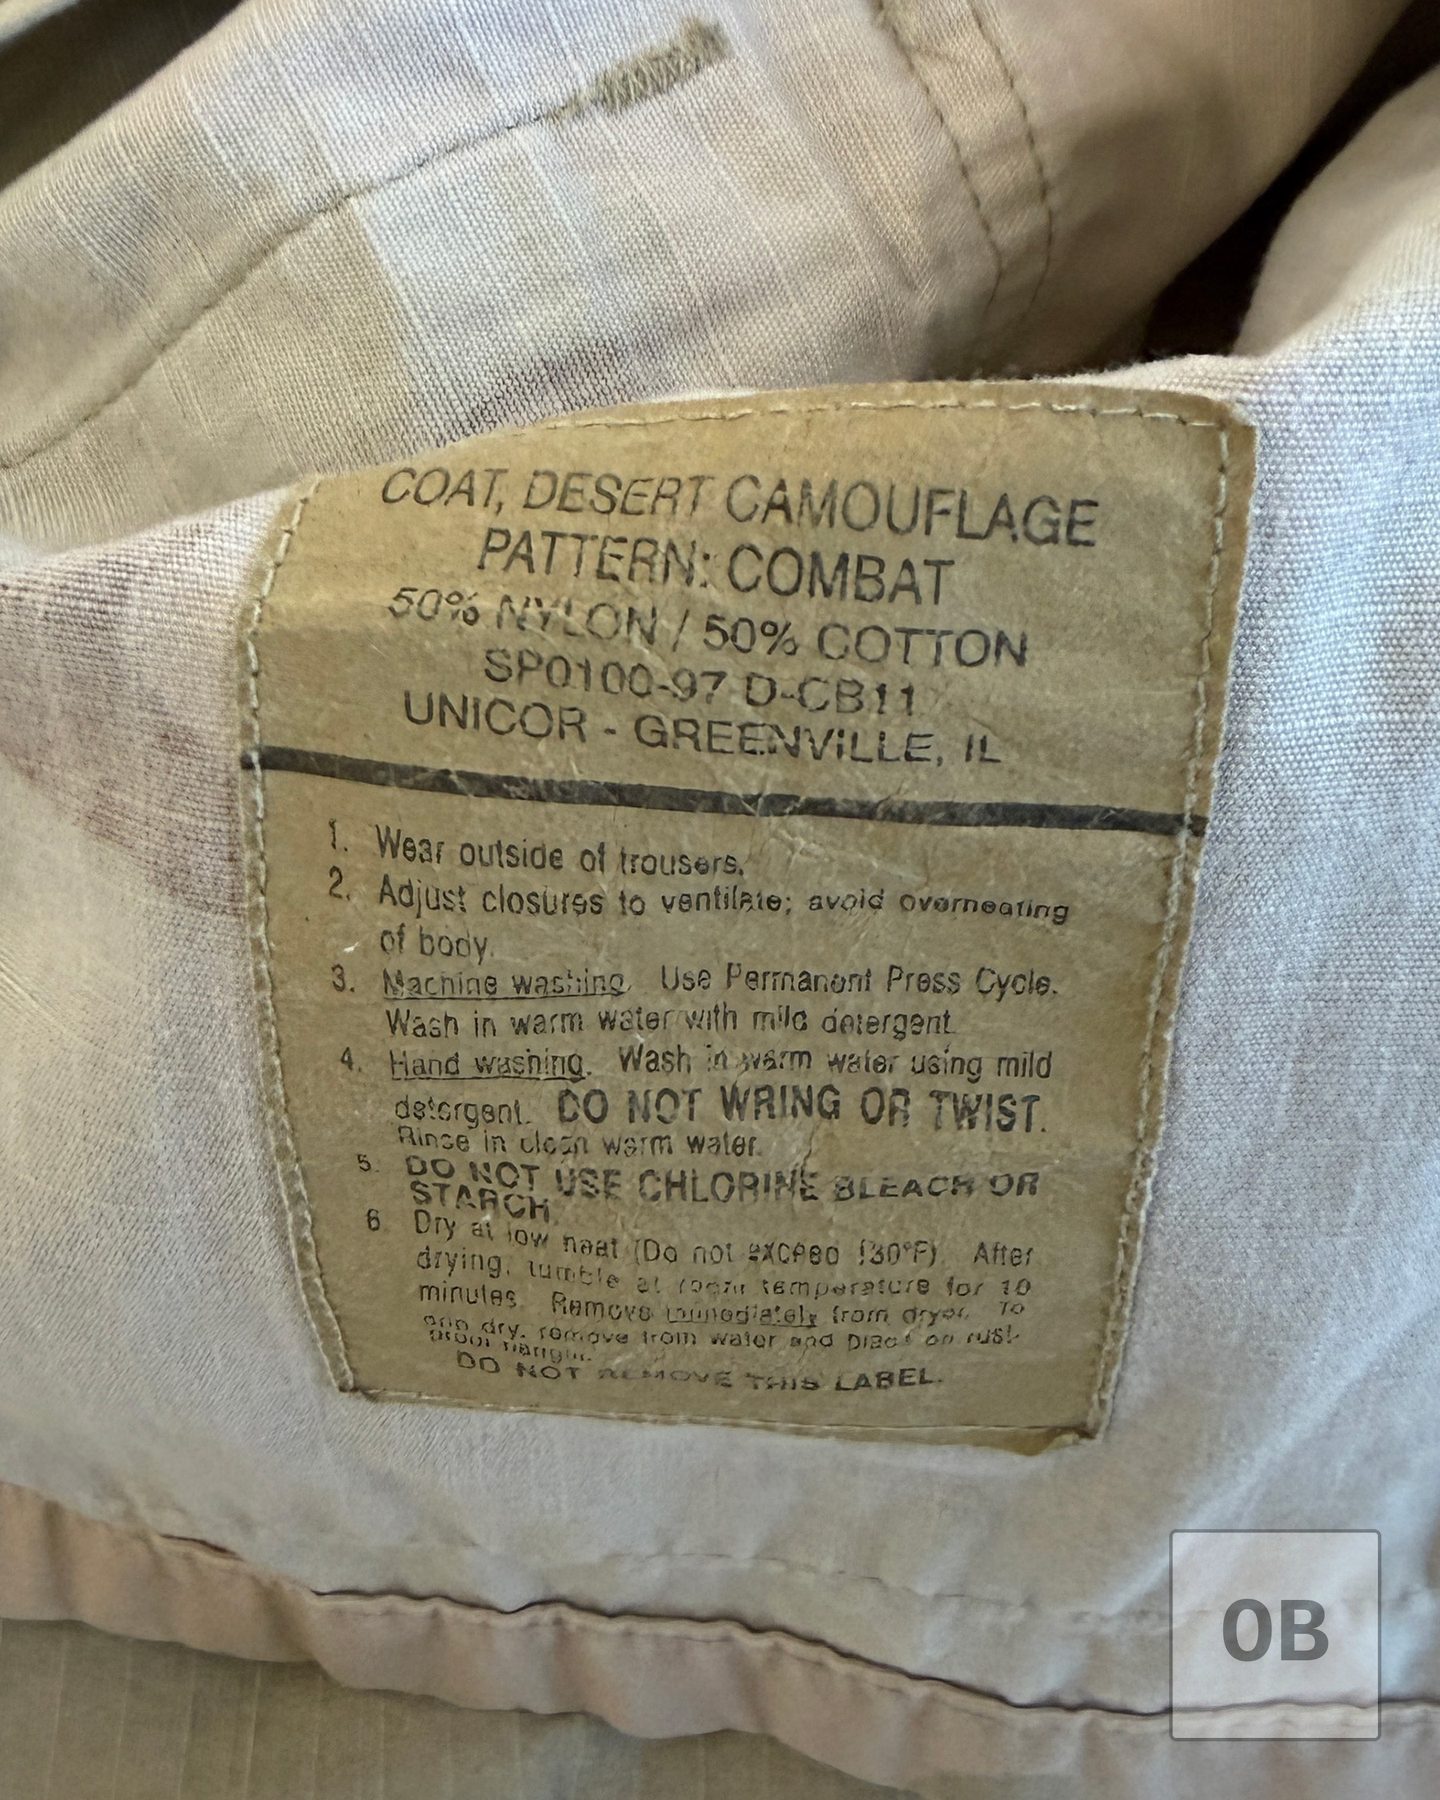 COAT, DESERT CAMOUFLAGE
PATTERN: COMBAT
50% NYLON / 50% COTTON
SP0100-97 D-CB11
UNICOR - GREENVILLE, IL
1. Wear outside of trousers.
2. Adjust closures to ventilate; avoid overheating
of body.
3. Machine washing. Use Permanent Press Cycle.
Wash in warm water with mild detergent.
4. Hand washing. Wash in warm water using mild
detergent. DO NOT WRING OR TWIST.
Rinse in clean warm water.
5. DO NOT USE CHLORINE BLEACH OR
STARCH.
6 Dry at low heat (Do not exceed 130°F). After
drying, tumble at room temperature for 10
minutes. Remove immediately from dryer. To
dry, remove from water and place on rust-
DO NOT REMOVE THIS LABEL.
0B